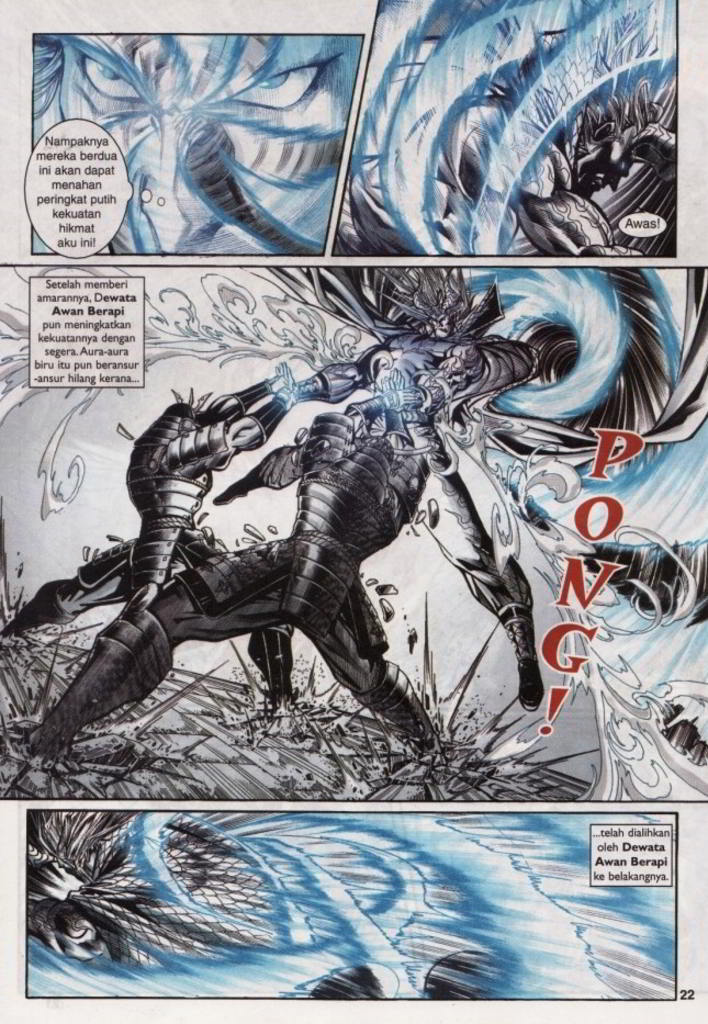 Nampaknya
mereka berdua
ini akan dapat
menahan
peringkat putih
kekuatan
hikmat
aku ini!
Awas!
Setelah memberi
amarannya, Dewata
Awan Berapi
pun meningkatkan
kekuatannya dengan
segera. Aura-aura
biru itu pun beransur
-ansur hilang kerana...
PONG!
...telah dialihkan
oleh Dewata
Awan Berapi
ke belakangnya.
22